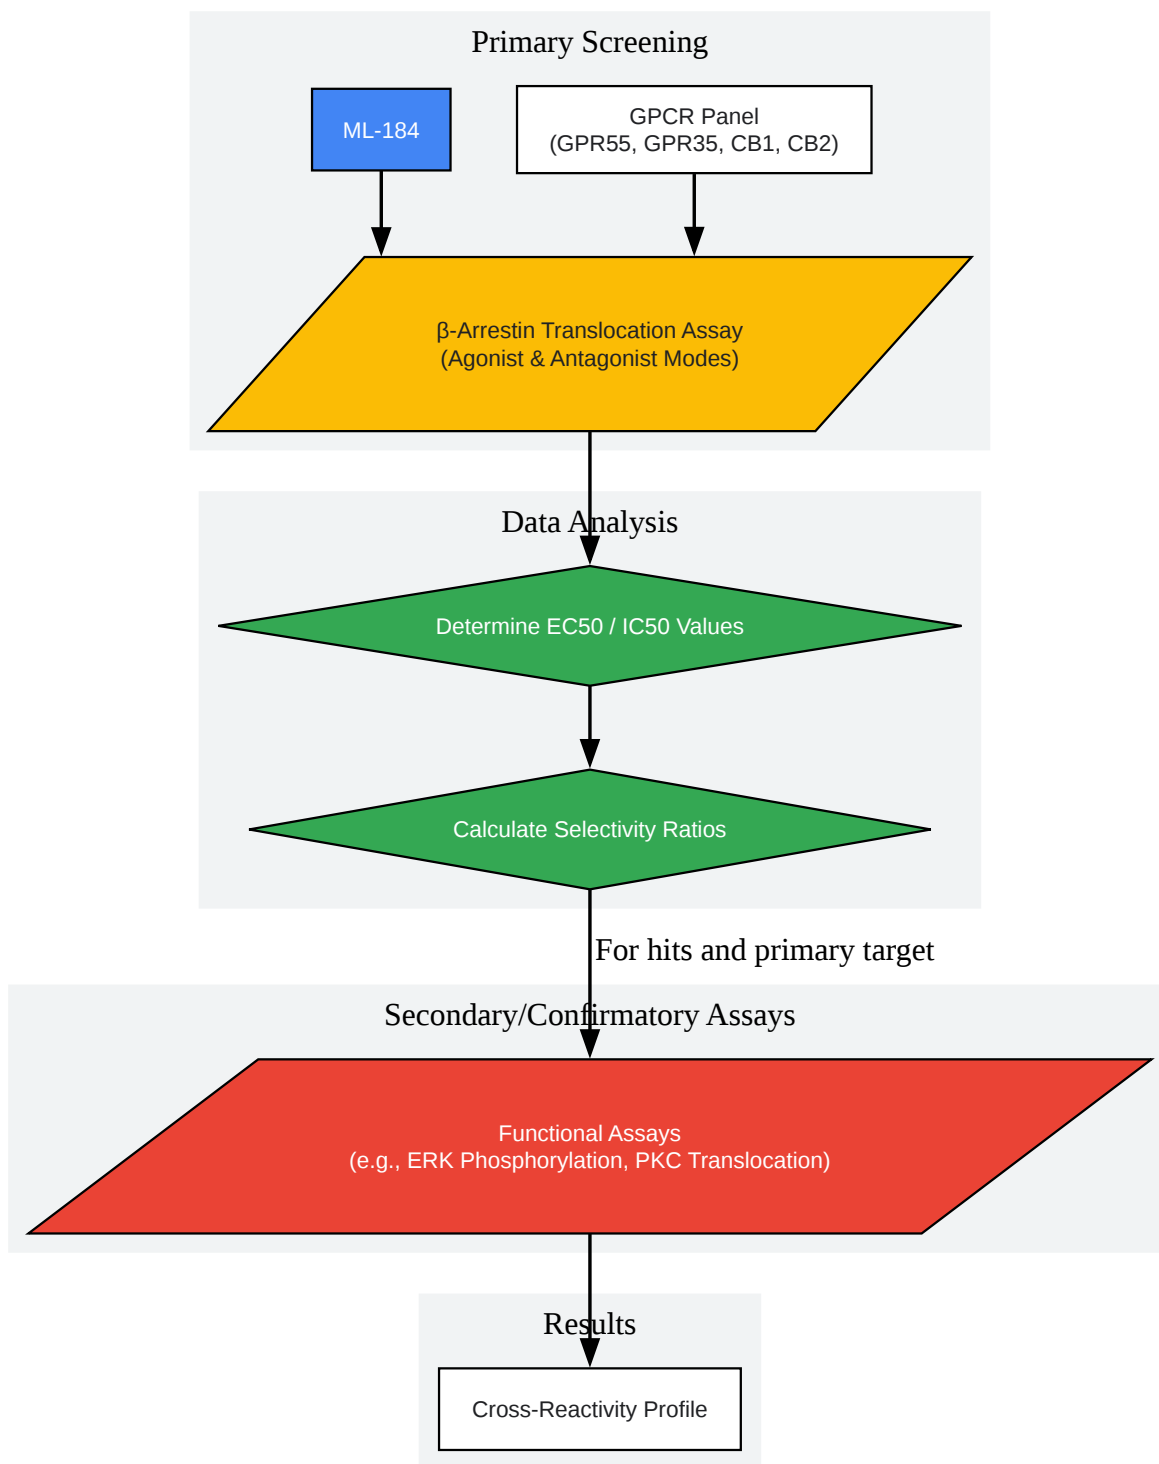 Primary Screening
ML-184
GPCR Panel
(GPR55, GPR35, CB1, CB2)
β-Arrestin Translocation Assay
(Agonist & Antagonist Modes)
Data Analysis
Determine EC50 / IC50 Values
Calculate Selectivity Ratios
For hits and primary target
Secondary/Confirmatory Assays
Functional Assays
(e.g., ERK Phosphorylation, PKC Translocation)
Results
Cross-Reactivity Profile